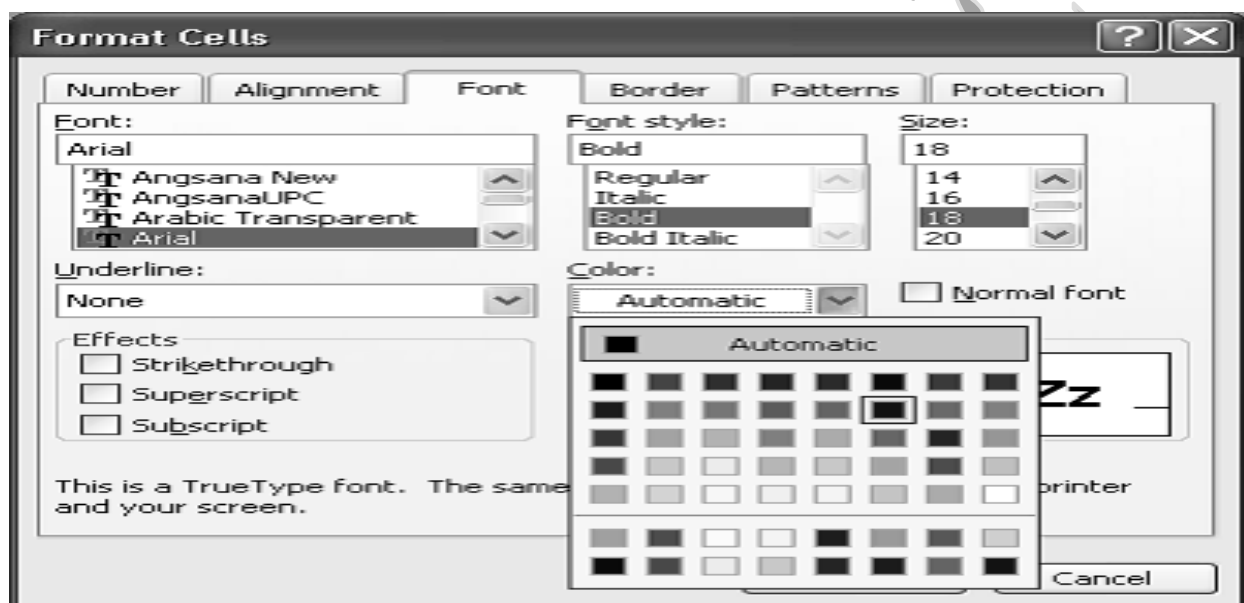 Format Cells
Number Alignment Font Border Patterns Protection
Font: Font style: Size:
Arial Bold 18
Angsana New Regular 14
AngsanaUPC Italic 16
Arabic Transparent Bold 18
Arial Bold Italic 20
Underline: Color:
None Automatic Normal font
Effects Automatic
Strikethrough
Superscript Zz
Subscript
This is a TrueType font. The same printer
and your screen.
Cancel